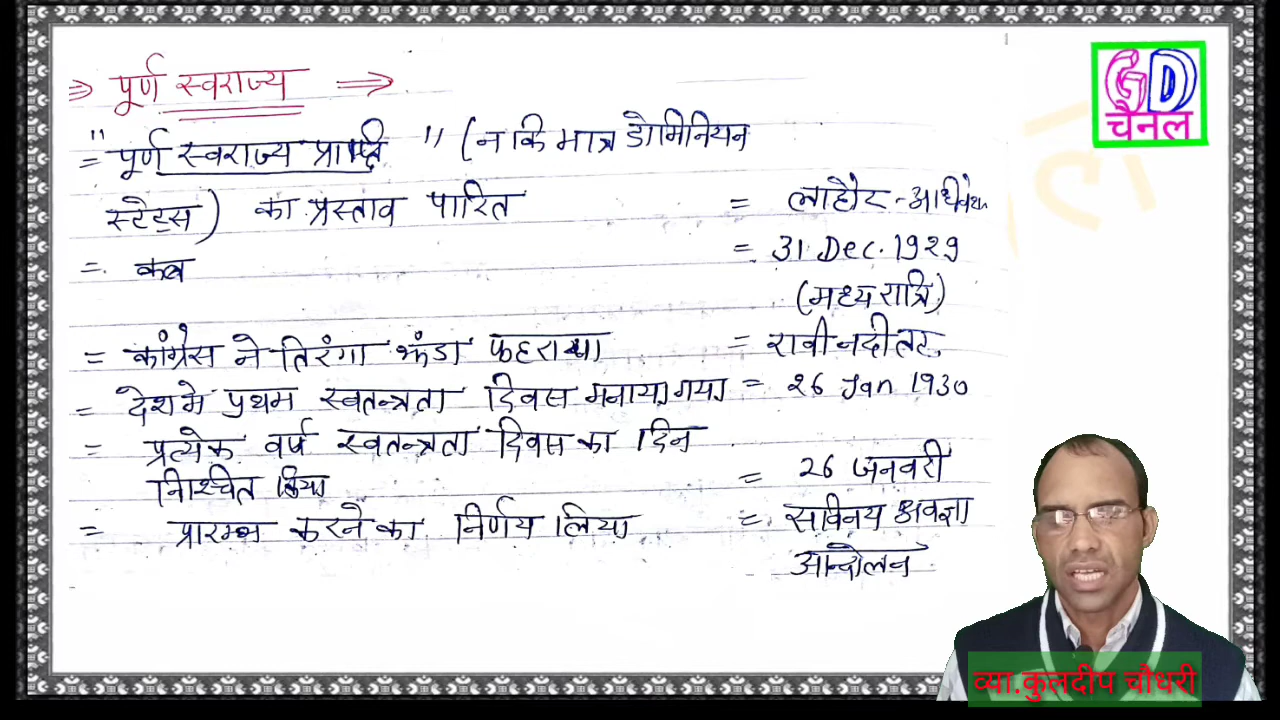 ⇒ पूर्ण स्वराज्य ⇒
= "पूर्ण स्वराज्य प्राप्ति" (न कि मात्र डोमिनियन
स्टेट्स) का प्रस्ताव पारित = लाहौर-अधिवेशन
= कब = 31 Dec. 1929
(मध्य रात्रि)
= कांग्रेस ने तिरंगा झंडा फहराया = रावी नदी तट
= देश मे प्रथम स्वतन्त्रता दिवस मनाया गया = 26 Jan 1930
= प्रत्येक वर्ष स्वतन्त्रता दिवस का दिन
निश्चित किया = 26 जनवरी
= प्रारम्भ करने का निर्णय लिया = सविनय अवज्ञा
आन्दोलन
GD
चैनल
व्या.कुलदीप चौधरी